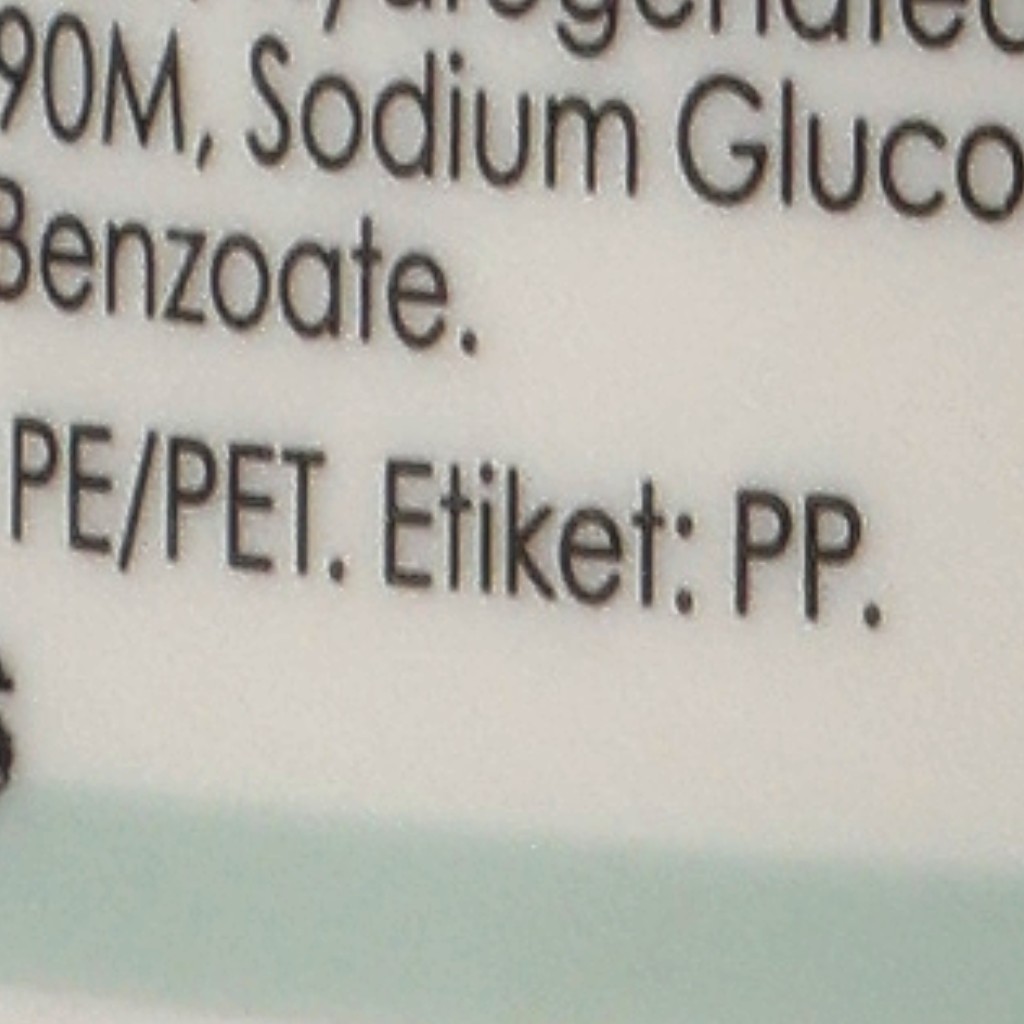 90M, Sodium Gluco
Benzoate.
PE/PET. Etiket: PP.